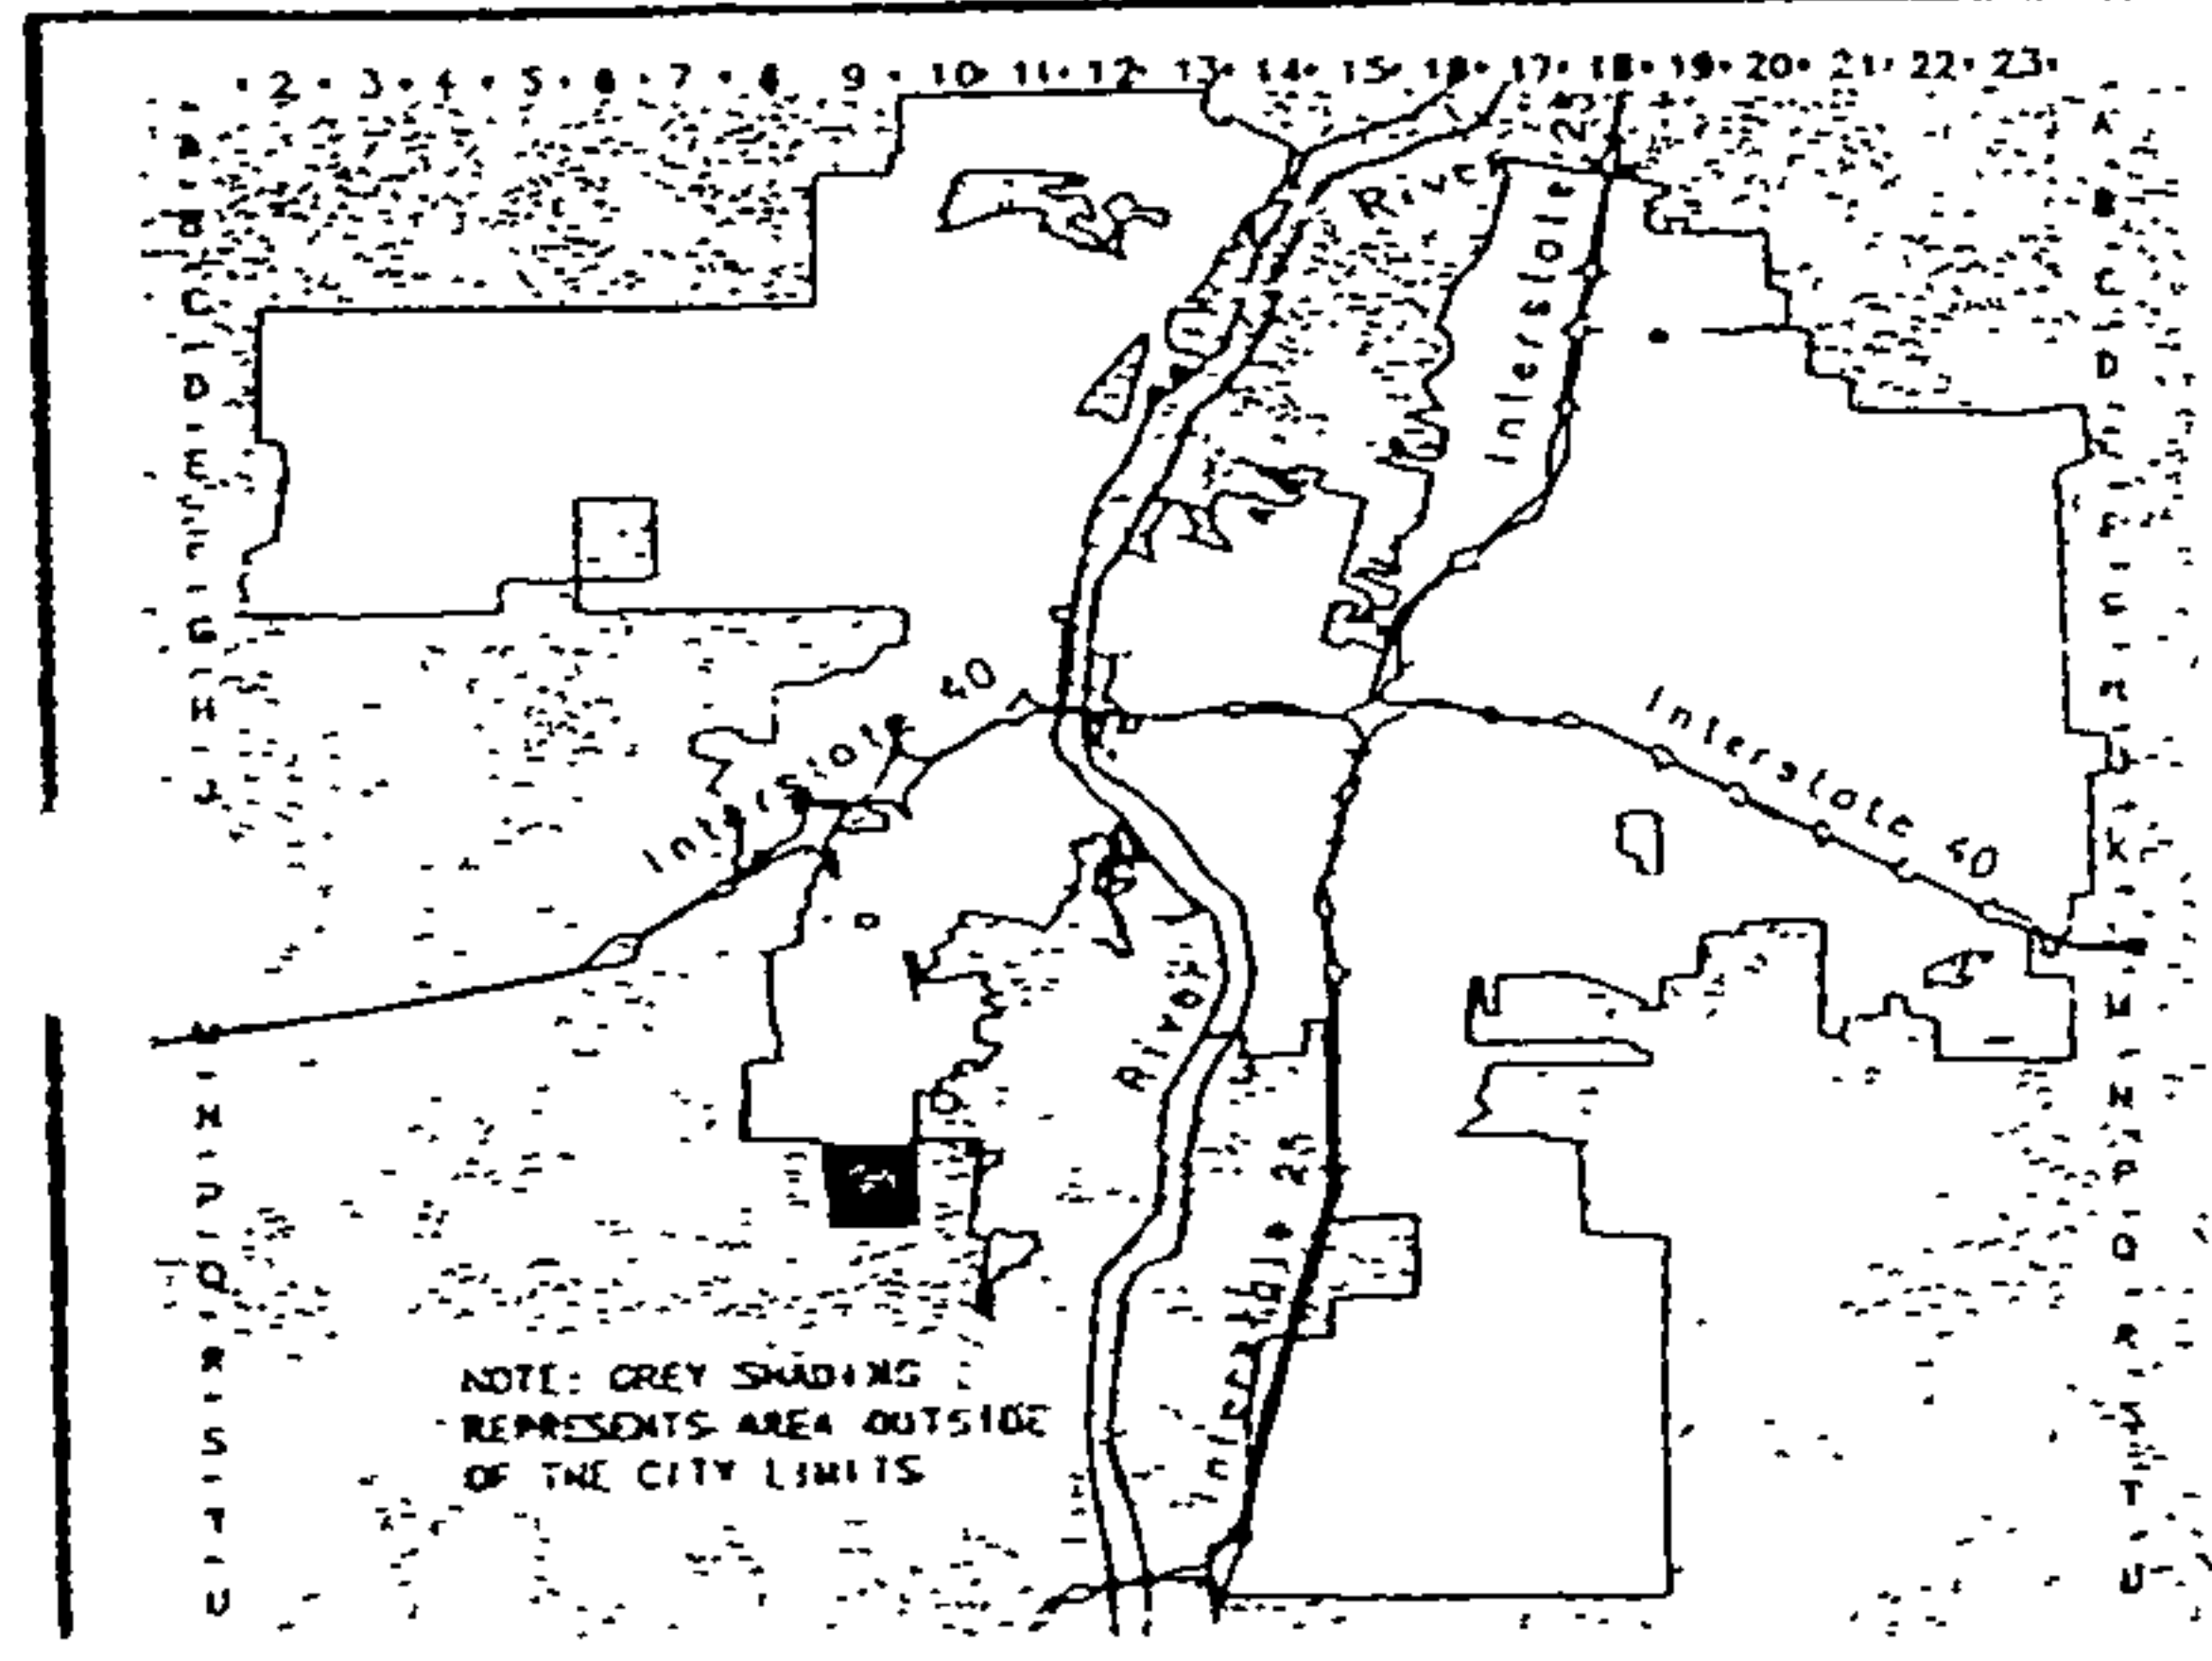 2 · 3 · 4 · 5 · 6 · 7 · 8 9 · 10 · 11 · 12 · 13 · 14 · 15 · 16 · 17 · 18 · 19 · 20 · 21 · 22 · 23 ·
A
B
C
D
E
G
H
J
N
P
Q
R
S
T
U
River
Interstate 25
Interstate 40
Interstate 40
River
25
A
B
C
D
F
G
K
M
N
P
Q
R
S
T
U
NOTE: GREY SHADING
REPRESENTS AREA OUTSIDE
OF THE CITY LIMITS